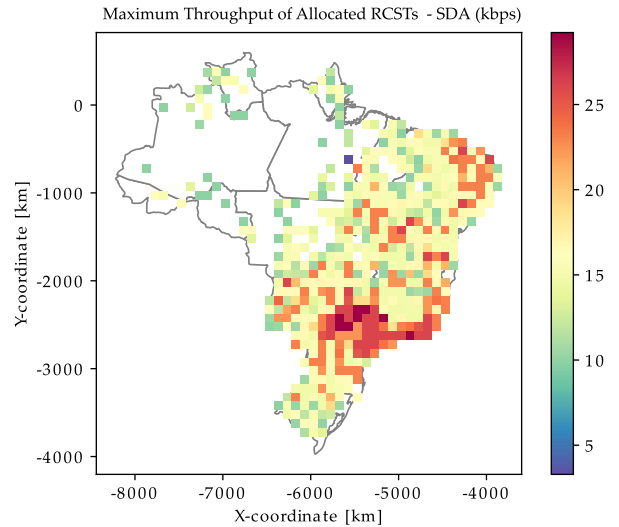 Maximum Throughput of Allocated RCSTs - SDA (kbps)
0
-1000
-2000
-3000
-4000
Y-coordinate [km]
-8000 -7000 -6000 -5000 -4000
X-coordinate [km]
25
20
15
10
5